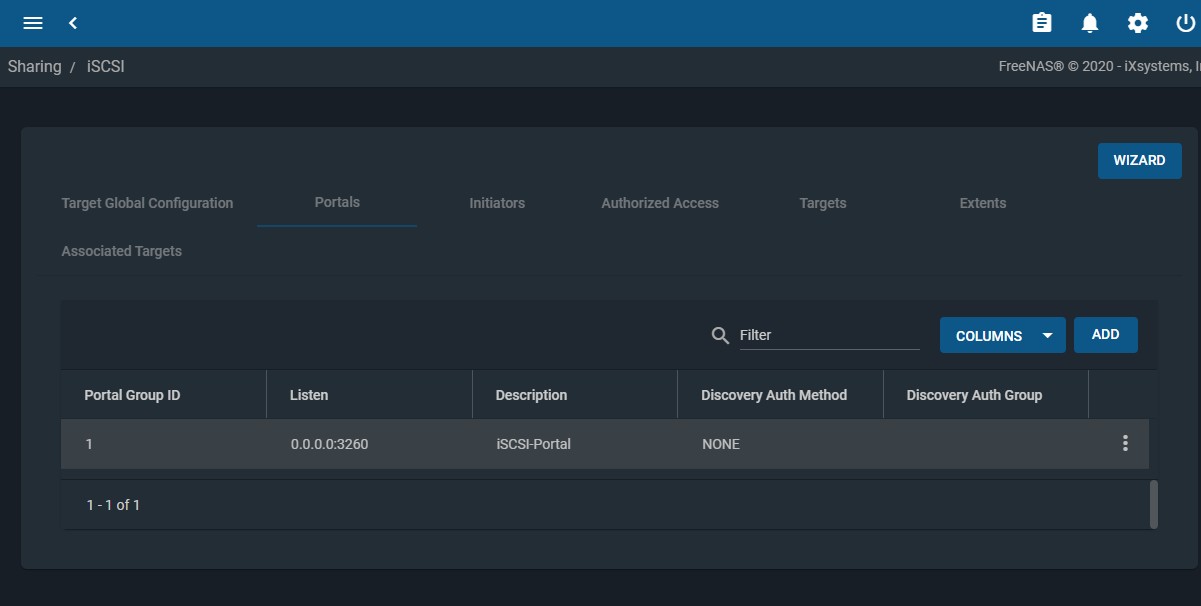 Sharing / iSCSI
FreeNAS® © 2020 - iXsystems,
WIZARD
Target Global Configuration Portals Initiators Authorized Access Targets Extents
Associated Targets
Filter COLUMNS ADD
Portal Group ID Listen Description Discovery Auth Method Discovery Auth Group
1 0.0.0.0:3260 iSCSI-Portal NONE
1 - 1 of 1